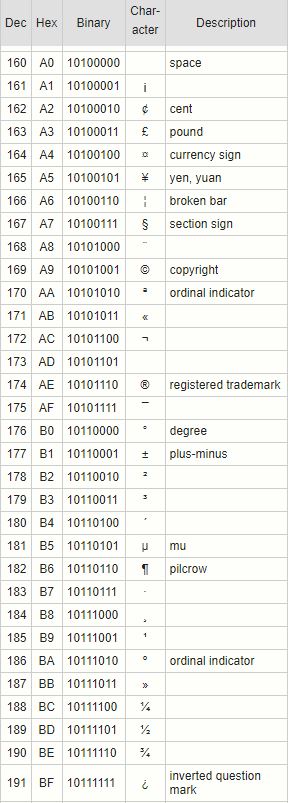 Dec Hex Binary Char-
acter Description
160 A0 10100000 space
161 A1 10100001 ¡
162 A2 10100010 ¢ cent
163 A3 10100011 £ pound
164 A4 10100100 ¤ currency sign
165 A5 10100101 ¥ yen, yuan
166 A6 10100110 ¦ broken bar
167 A7 10100111 § section sign
168 A8 10101000 ¨
169 A9 10101001 © copyright
170 AA 10101010 ª ordinal indicator
171 AB 10101011 «
172 AC 10101100 ¬
173 AD 10101101
174 AE 10101110 ® registered trademark
175 AF 10101111 ¯
176 B0 10110000 ° degree
177 B1 10110001 ± plus-minus
178 B2 10110010 ²
179 B3 10110011 ³
180 B4 10110100 ´
181 B5 10110101 µ mu
182 B6 10110110 ¶ pilcrow
183 B7 10110111 ·
184 B8 10111000 ¸
185 B9 10111001 ¹
186 BA 10111010 º ordinal indicator
187 BB 10111011 »
188 BC 10111100 ¼
189 BD 10111101 ½
190 BE 10111110 ¾
191 BF 10111111 ¿ inverted question
mark